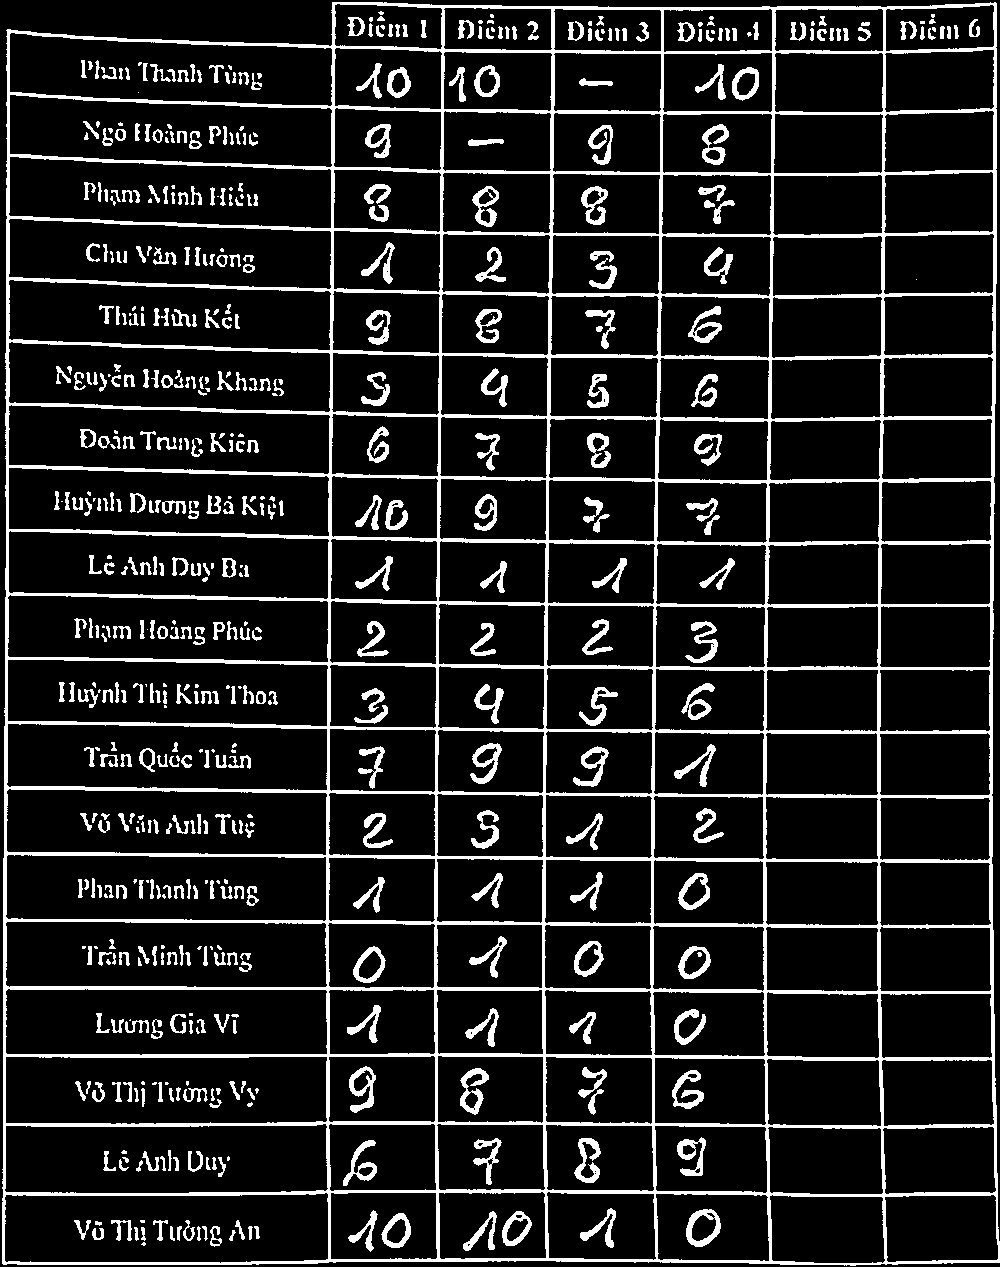 Điểm 1 Điểm 2 Điểm 3 Điểm 4 Điểm 5 Điểm 6
Phan Thanh Tùng 10 10 - 10
Ngô Hoàng Phúc 9 - 9 8
Phạm Minh Hiếu 8 8 8 7
Chu Văn Hưởng 1 2 3 4
Thái Hữu Kết 9 8 7 6
Nguyễn Hoảng Khang 3 4 5 6
Đoàn Trung Kiên 6 7 8 9
Huỳnh Dương Bá Kiệt 10 9 7 7
Lê Anh Duy Ba 1 1 1 1
Phạm Hoàng Phúc 2 2 2 3
Huỳnh Thị Kim Thoa 3 4 5 6
Trần Quốc Tuấn 7 9 9 1
Võ Văn Anh Tuệ 2 3 1 2
Phan Thanh Tùng 1 1 1 0
Trần Minh Tùng 0 1 0 0
Lương Gia Vĩ 1 1 1 0
Võ Thị Tường Vy 9 8 7 6
Lê Anh Duy 6 7 8 9
Võ Thị Tường An 10 10 1 0